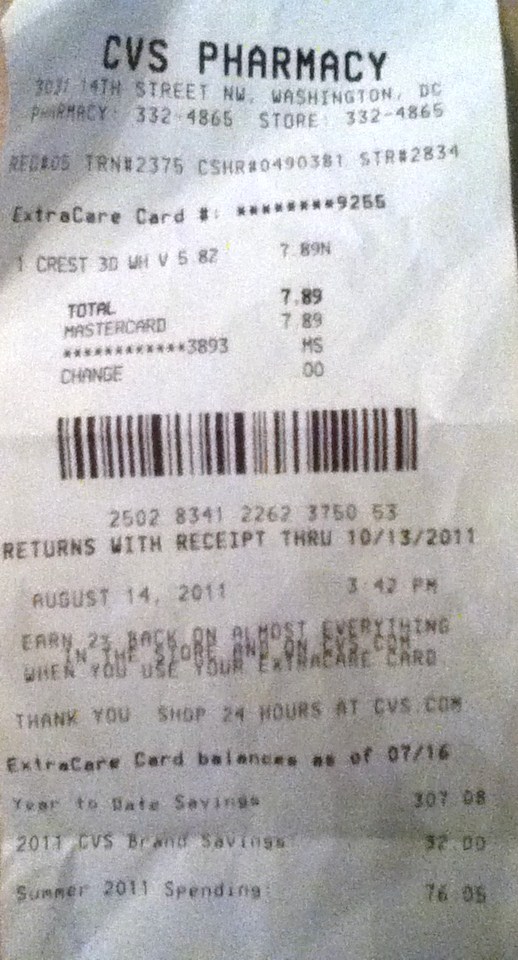 CVS PHARMACY
3031 14TH STREET NW, WASHINGTON, DC
PHARMACY: 332-4865 STORE: 332-4865
REG#05 TRN#2375 CSHR#0490381 STR#2834
ExtraCare Card #: ********9255
1 CREST 3D WH V 5.8Z 7.89N
TOTAL 7.89
MASTERCARD 7.89
************3893 MS
CHANGE .00
2502 8341 2262 3750 53
RETURNS WITH RECEIPT THRU 10/13/2011
AUGUST 14, 2011 3:42 PM
EARN 2% BACK ON ALMOST EVERYTHING
IN THE STORE AND ON CVS.COM
WHEN YOU USE YOUR EXTRACARE CARD
THANK YOU SHOP 24 HOURS AT CVS.COM
ExtraCare Card balances as of 07/16
Year to Date Savings 307.08
2011 CVS Brand Savings 32.00
Summer 2011 Spending: 76.05